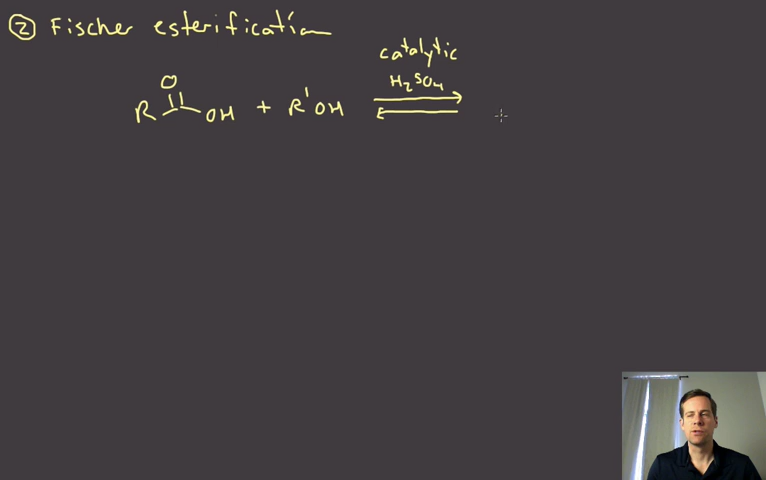 ② Fischer esterification
catalytic
H₂SO₄
O
R OH + R' OH